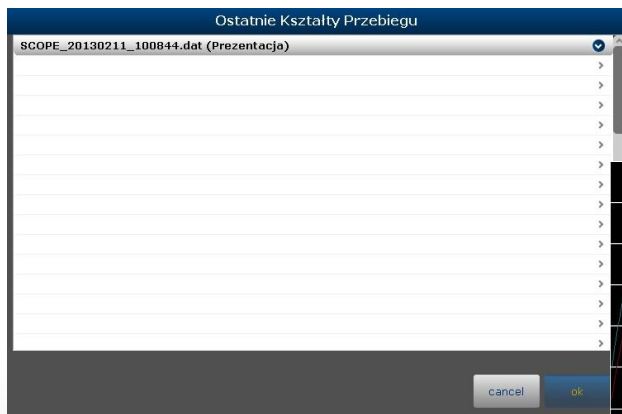 Ostatnie Kształty Przebiegu
SCOPE_20130211_100844.dat (Prezentacja)
cancel
ok